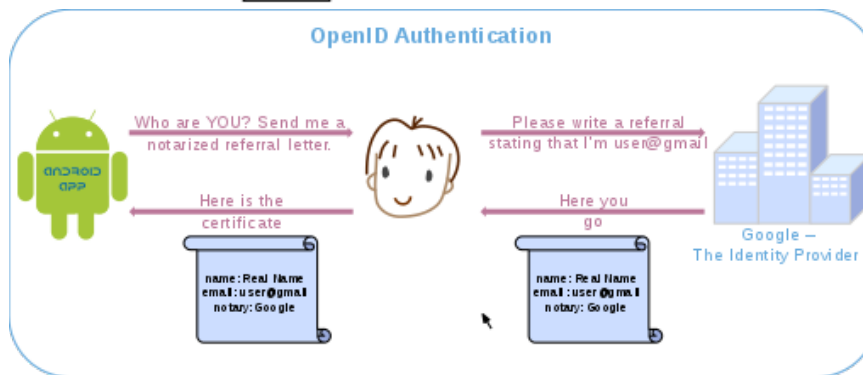 OpenID Authentication
Who are YOU? Send me a
notarized referral letter.
Please write a referral
stating that I'm user@gmail
ANDROID
APP
Here is the
certificate
Here you
go
Google –
The Identity Provider
name: Real Name
email: user@gmail
notary: Google
name: Real Name
email: user@gmail
notary: Google